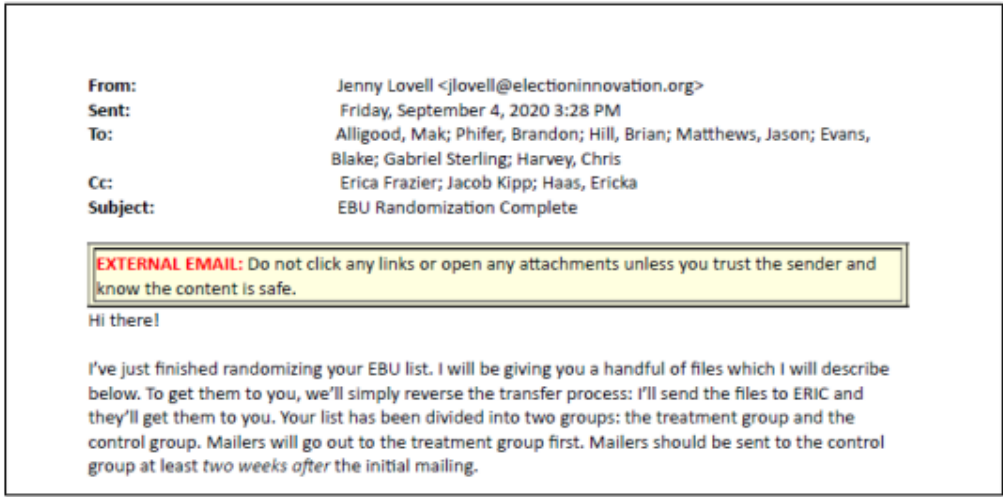 From: Jenny Lovell <jlovell@electioninnovation.org>
Sent: Friday, September 4, 2020 3:28 PM
To: Alligood, Mak; Phifer, Brandon; Hill, Brian; Matthews, Jason; Evans,
Blake; Gabriel Sterling; Harvey, Chris
Cc: Erica Frazier; Jacob Kipp; Haas, Ericka
Subject: EBU Randomization Complete
EXTERNAL EMAIL: Do not click any links or open any attachments unless you trust the sender and
know the content is safe.
Hi there!
I've just finished randomizing your EBU list. I will be giving you a handful of files which I will describe
below. To get them to you, we'll simply reverse the transfer process: I'll send the files to ERIC and
they'll get them to you. Your list has been divided into two groups: the treatment group and the
control group. Mailers will go out to the treatment group first. Mailers should be sent to the control
group at least two weeks after the initial mailing.